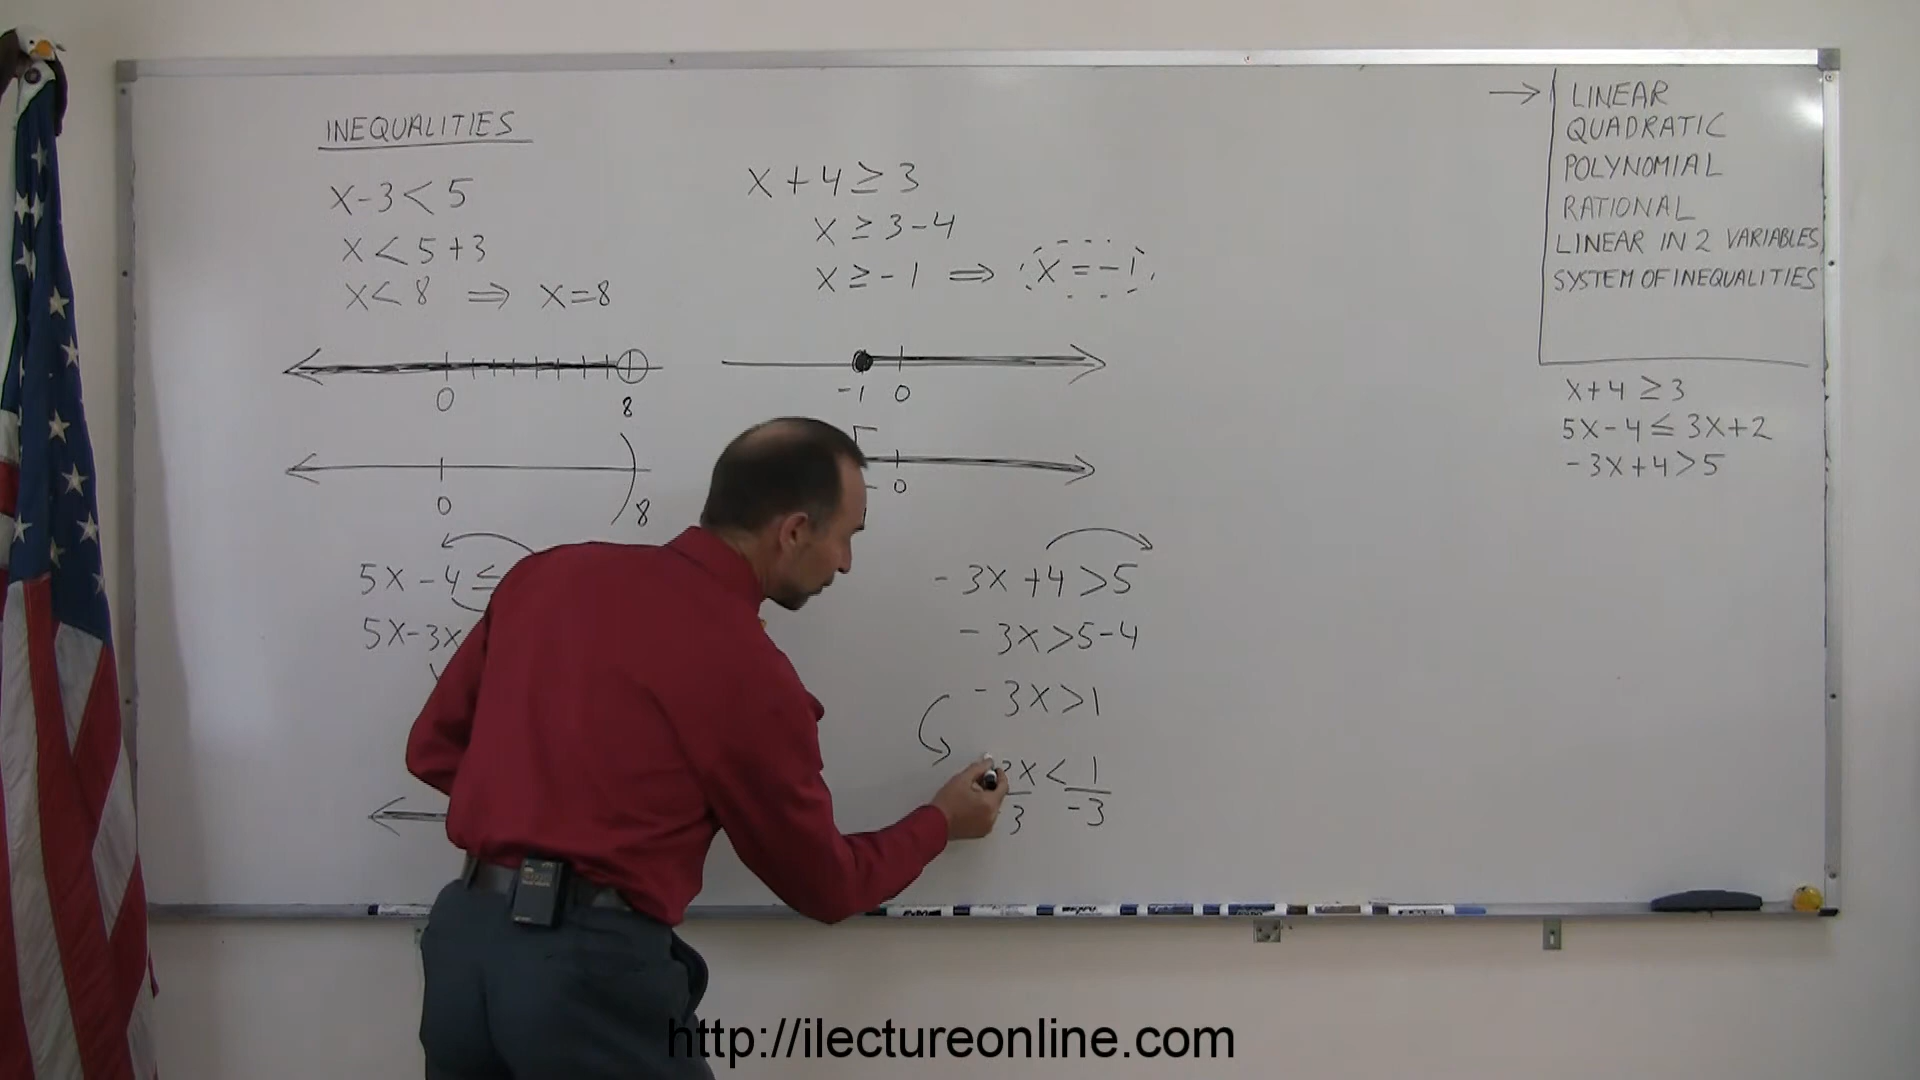 INEQUALITIES
X-3<5
X<5+3
X<8 ⇒ X=8
0 8
0 8
5X-4≤
5X-3X
X+4≥3
X≥3-4
X≥-1 ⇒ X=-1
-1 0
0
-3X+4>5
-3X>5-4
-3X>1
3X<1
3 -3
→ LINEAR
QUADRATIC
POLYNOMIAL
RATIONAL
LINEAR IN 2 VARIABLES
SYSTEM OF INEQUALITIES
X+4≥3
5X-4≤3X+2
-3X+4>5
http://ilectureonline.com